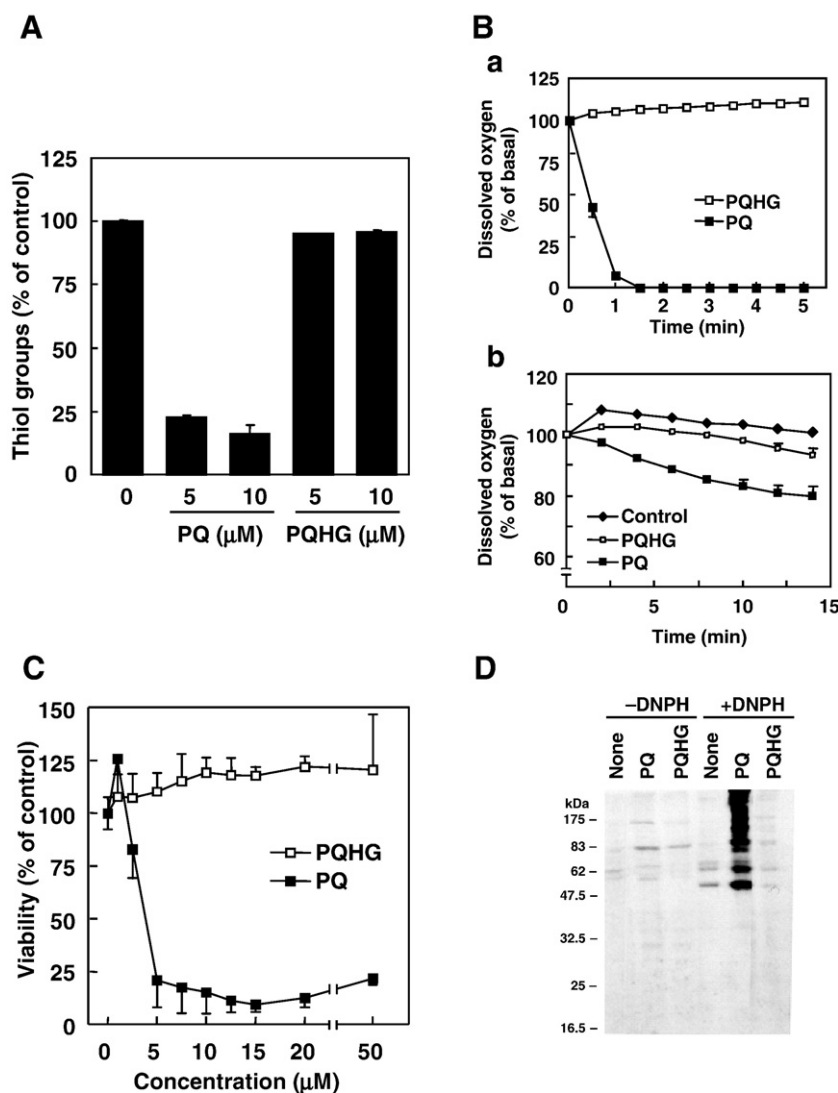 A
Thiol groups (% of control)
125
100
75
50
25
0
0 5 10 5 10
PQ (µM) PQHG (µM)
B
a
Dissolved oxygen
(% of basal)
125
100
75
50
25
0
PQHG
PQ
0 1 2 3 4 5
Time (min)
b
Dissolved oxygen
(% of basal)
120
100
80
60
Control
PQHG
PQ
0 5 10 15
Time (min)
C
Viability (% of control)
150
125
100
75
50
25
0
PQHG
PQ
0 5 10 15 20 50
Concentration (µM)
D
–DNPH +DNPH
None PQ PQHG None PQ PQHG
kDa
175 –
83 –
62 –
47.5 –
32.5 –
25 –
16.5 –